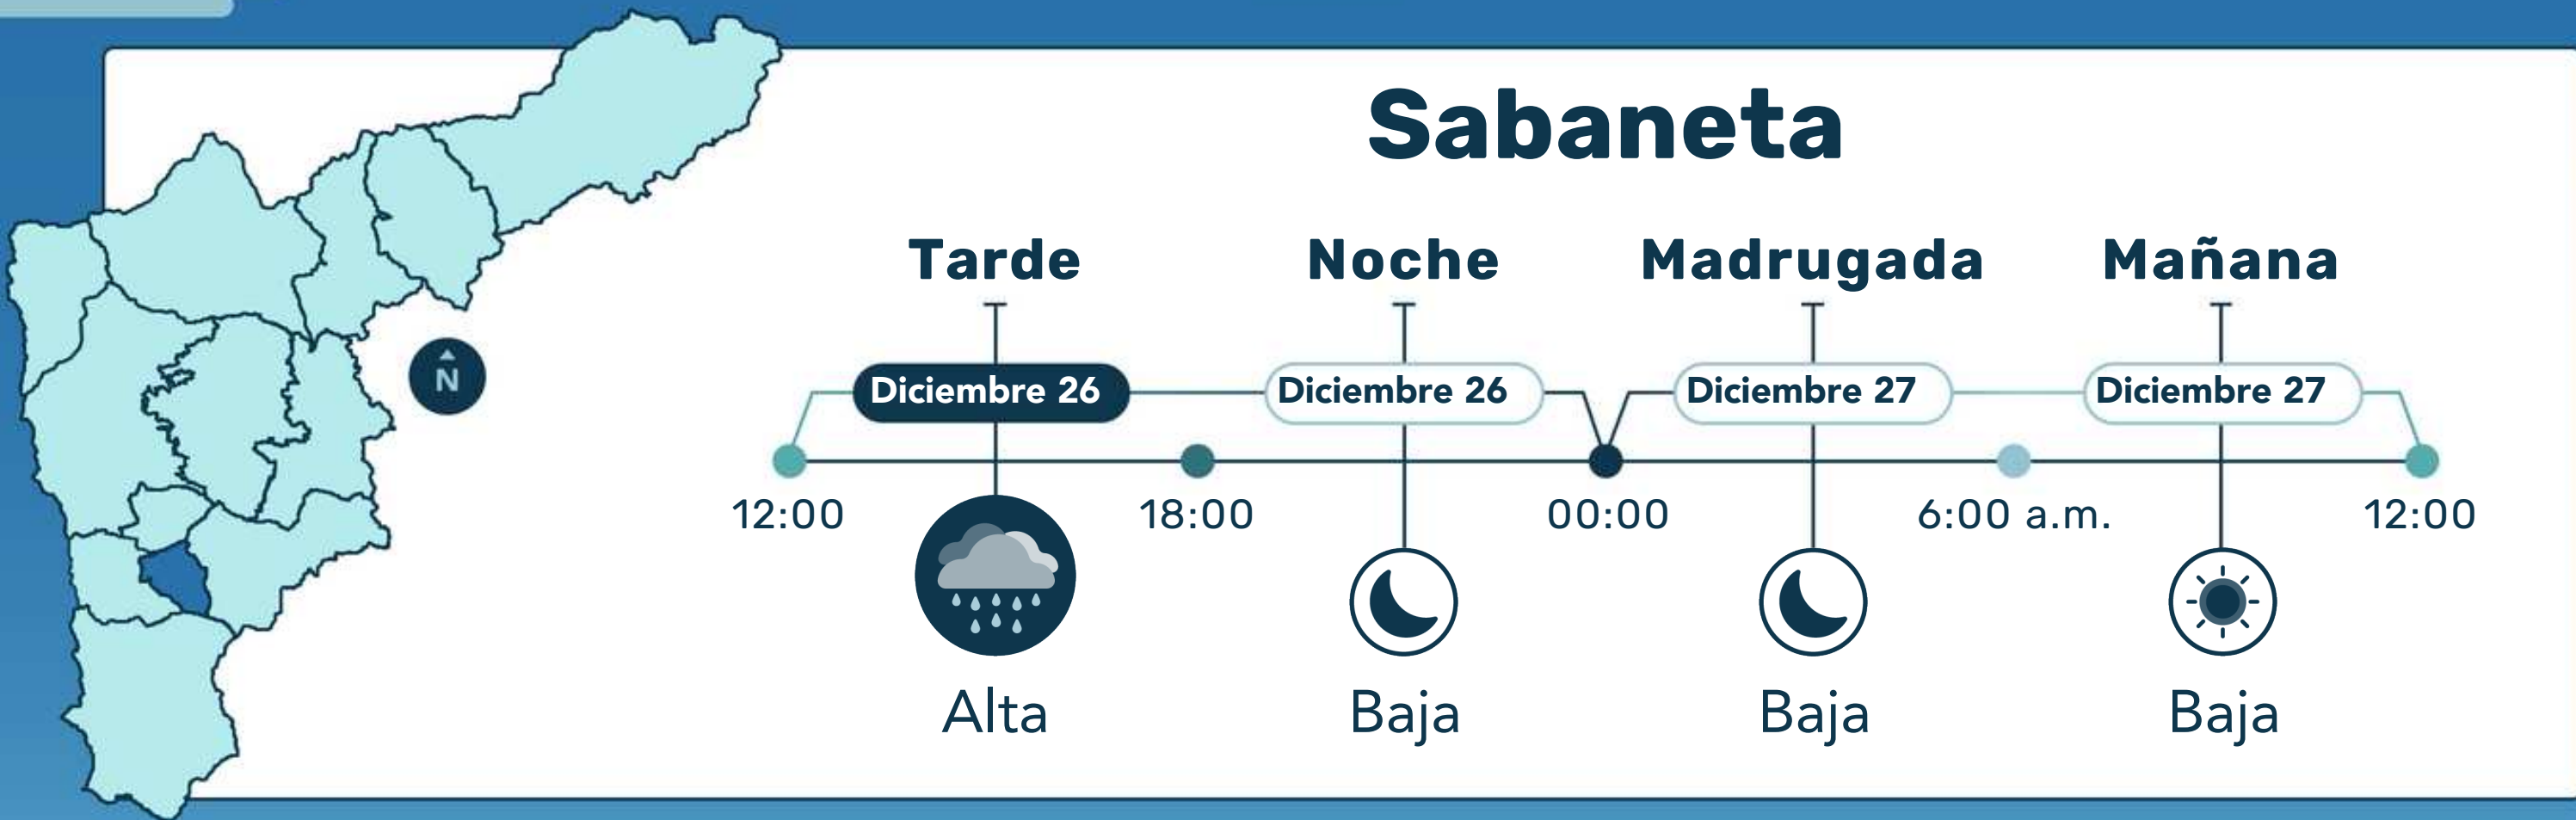 Sabaneta
Tarde Noche Madrugada Mañana
Diciembre 26 Diciembre 26 Diciembre 27 Diciembre 27
N
12:00 18:00 00:00 6:00 a.m. 12:00
Alta Baja Baja Baja